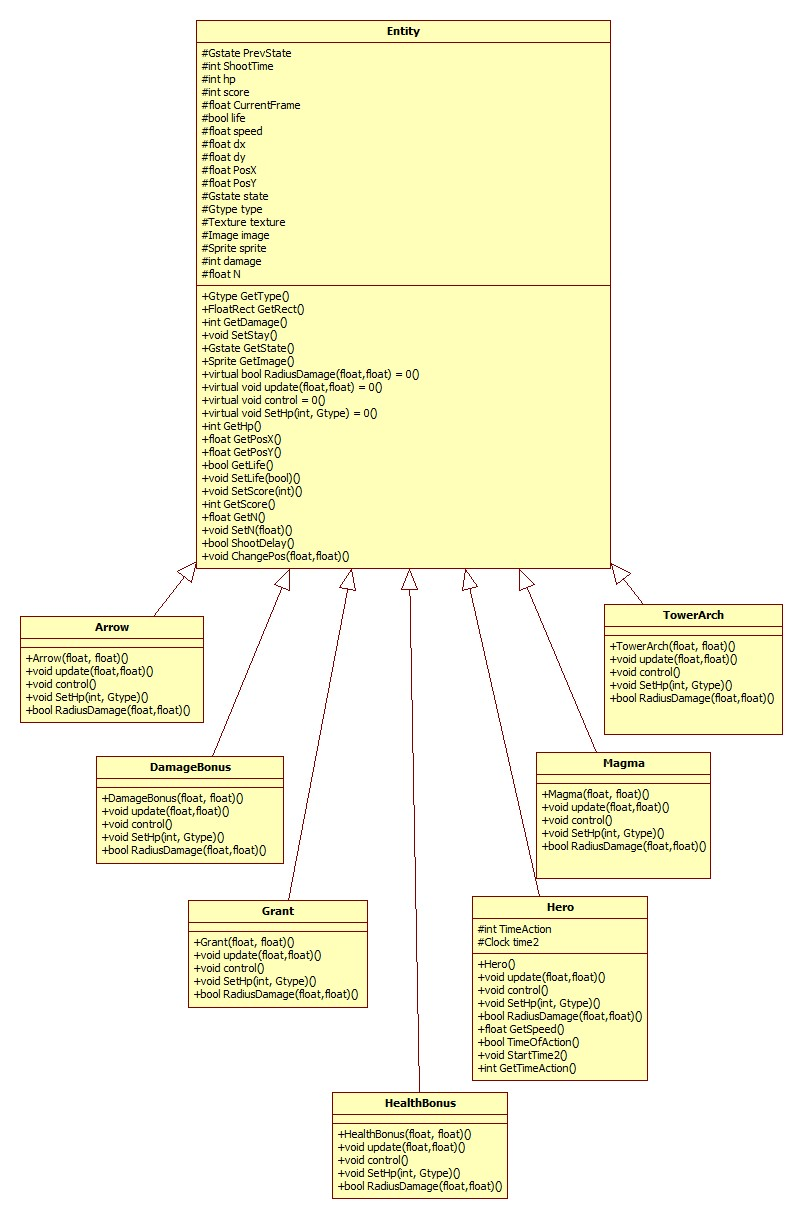 Entity
#Gstate PrevState
#int ShootTime
#int hp
#int score
#float CurrentFrame
#bool life
#float speed
#float dx
#float dy
#float PosX
#float PosY
#Gstate state
#Gtype type
#Texture texture
#Image image
#Sprite sprite
#int damage
#float N
+Gtype GetType()
+FloatRect GetRect()
+int GetDamage()
+void SetStay()
+Gstate GetState()
+Sprite GetImage()
+virtual bool RadiusDamage(float,float) = 0()
+virtual void update(float,float) = 0()
+virtual void control = 0()
+virtual void SetHp(int, Gtype) = 0()
+int GetHp()
+float GetPosX()
+float GetPosY()
+bool GetLife()
+void SetLife(bool)()
+void SetScore(int)()
+int GetScore()
+float GetN()
+void SetN(float)()
+bool ShootDelay()
+void ChangePos(float,float)()
Arrow
+Arrow(float, float)()
+void update(float,float)()
+void control()
+void SetHp(int, Gtype)()
+bool RadiusDamage(float,float)()
TowerArch
+TowerArch(float, float)()
+void update(float,float)()
+void control()
+void SetHp(int, Gtype)()
+bool RadiusDamage(float,float)()
DamageBonus
+DamageBonus(float, float)()
+void update(float,float)()
+void control()
+void SetHp(int, Gtype)()
+bool RadiusDamage(float,float)()
Magma
+Magma(float, float)()
+void update(float,float)()
+void control()
+void SetHp(int, Gtype)()
+bool RadiusDamage(float,float)()
Grant
+Grant(float, float)()
+void update(float,float)()
+void control()
+void SetHp(int, Gtype)()
+bool RadiusDamage(float,float)()
Hero
#int TimeAction
#Clock time2
+Hero()
+void update(float,float)()
+void control()
+void SetHp(int, Gtype)()
+bool RadiusDamage(float,float)()
+float GetSpeed()
+bool TimeOfAction()
+void StartTime2()
+int GetTimeAction()
HealthBonus
+HealthBonus(float, float)()
+void update(float,float)()
+void control()
+void SetHp(int, Gtype)()
+bool RadiusDamage(float,float)()